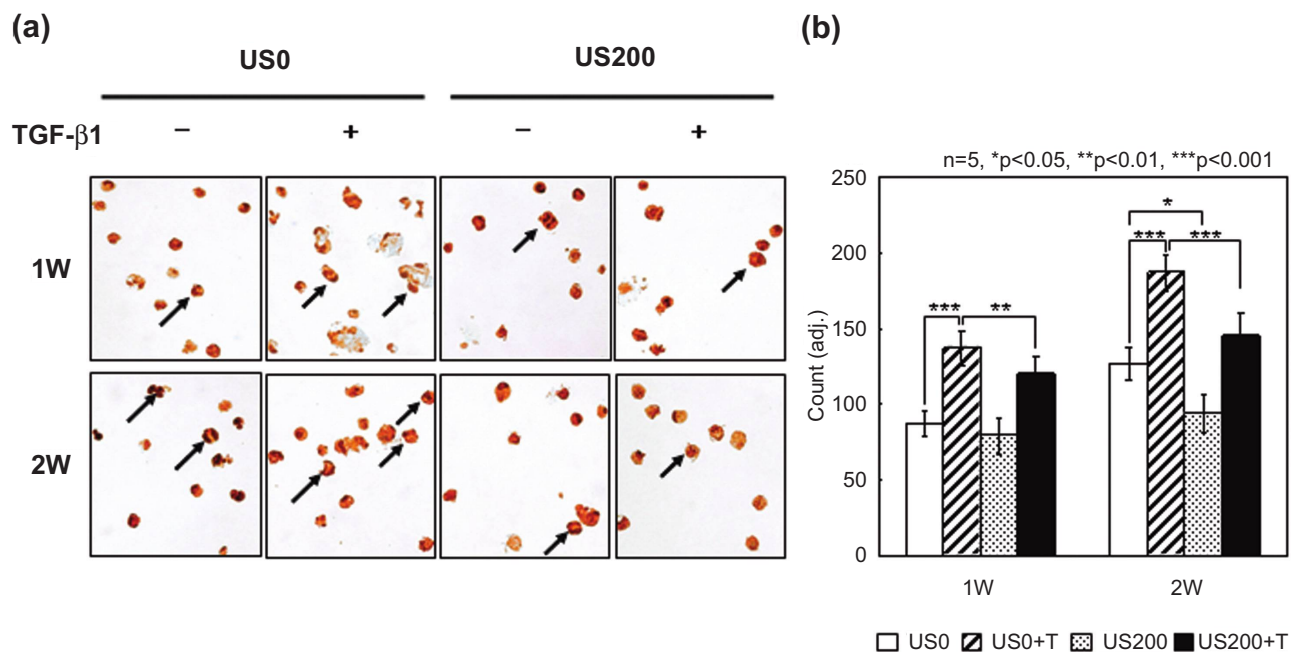 (a)
US0 US200
TGF-β1 − + − +
1W
2W
(b)
n=5, *p<0.05, **p<0.01, ***p<0.001
Count (adj.)
250
200
150
100
50
0
*
*** ***
*** **
1W 2W
US0 US0+T US200 US200+T